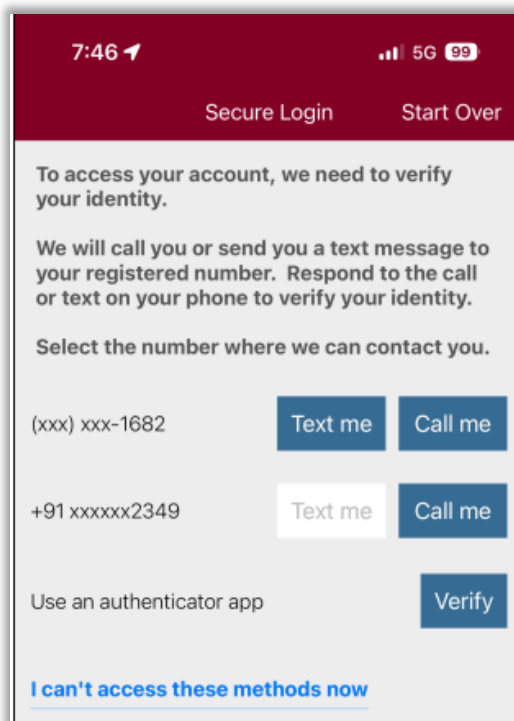 7:46 5G 99
Secure Login Start Over
To access your account, we need to verify
your identity.
We will call you or send you a text message to
your registered number. Respond to the call
or text on your phone to verify your identity.
Select the number where we can contact you.
(xxx) xxx-1682 Text me Call me
+91 xxxxxx2349 Text me Call me
Use an authenticator app Verify
I can't access these methods now